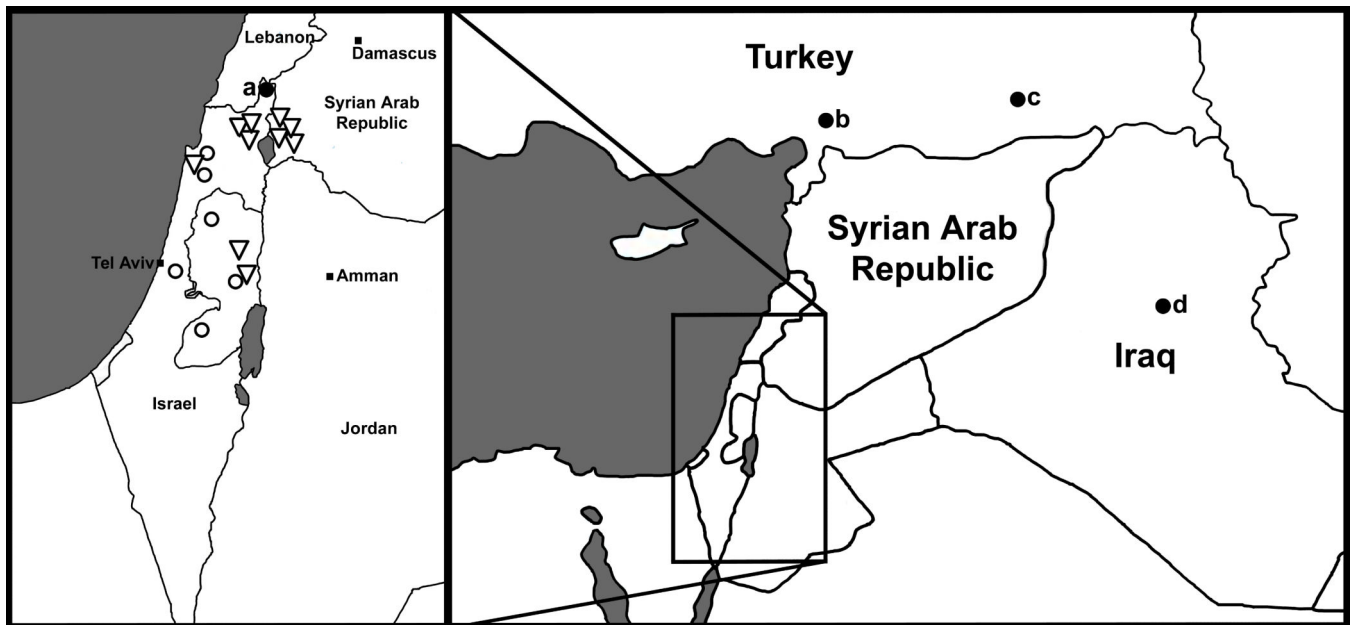 Lebanon
Damascus
a
Syrian Arab
Republic
Tel Aviv
Amman
Israel
Jordan
Turkey
b
c
Syrian Arab
Republic
d
Iraq